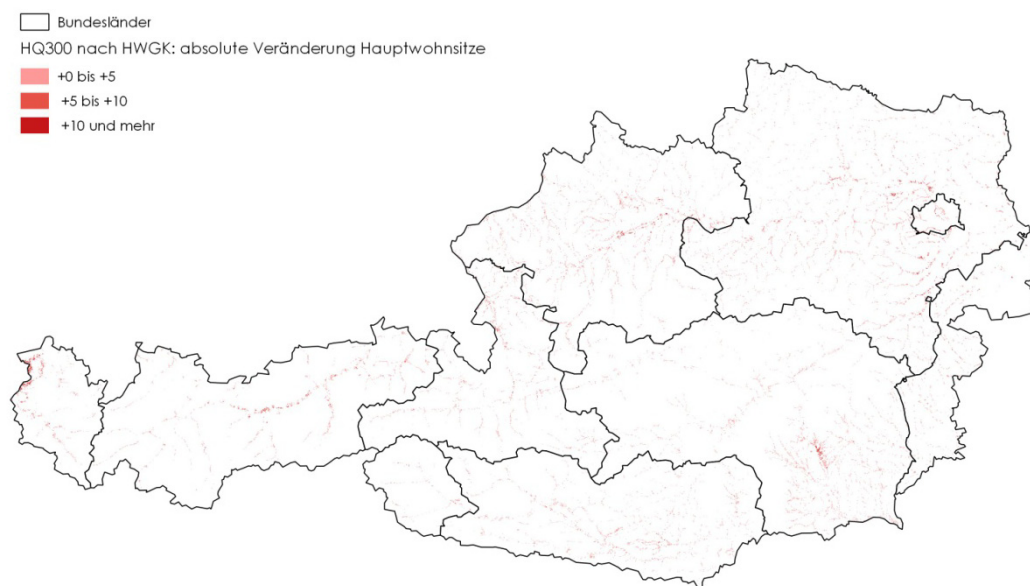 Bundesländer
HQ300 nach HWGK: absolute Veränderung Hauptwohnsitze
+0 bis +5
+5 bis +10
+10 und mehr